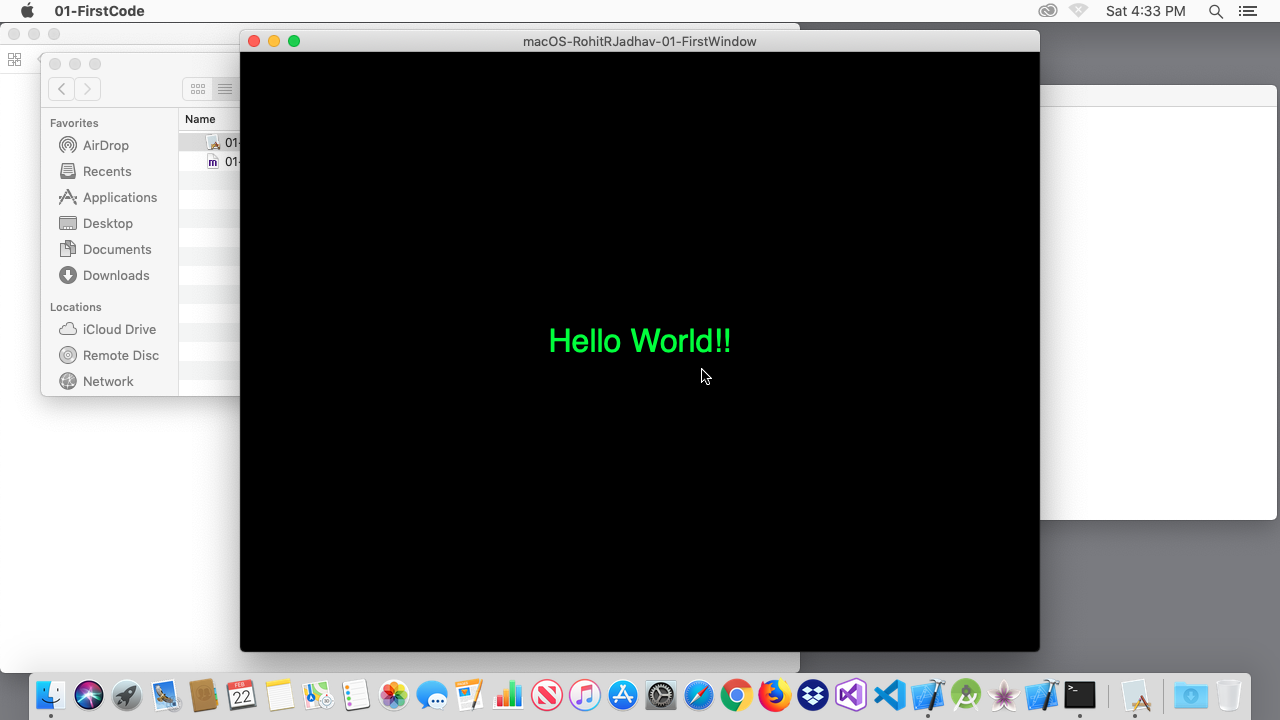 01-FirstCode
Sat 4:33 PM
macOS-RohitRJadhav-01-FirstWindow
Name
01-
01-
Favorites
AirDrop
Recents
Applications
Desktop
Documents
Downloads
Locations
iCloud Drive
Remote Disc
Network
Hello World!!
FEB
22